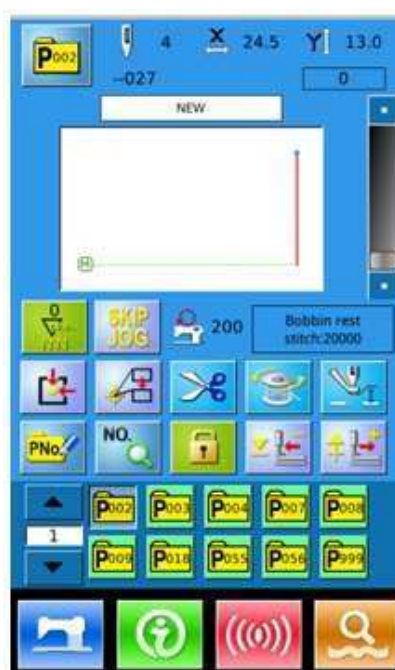 P002 4 X 24.5 Y 13.0
--027 0
NEW
H
0
SKIP JOG
200
Bobbin rest
stitch:20000
PNo. NO.
P002 P003 P004 P007 P008
1
P009 P018 P055 P056 P999